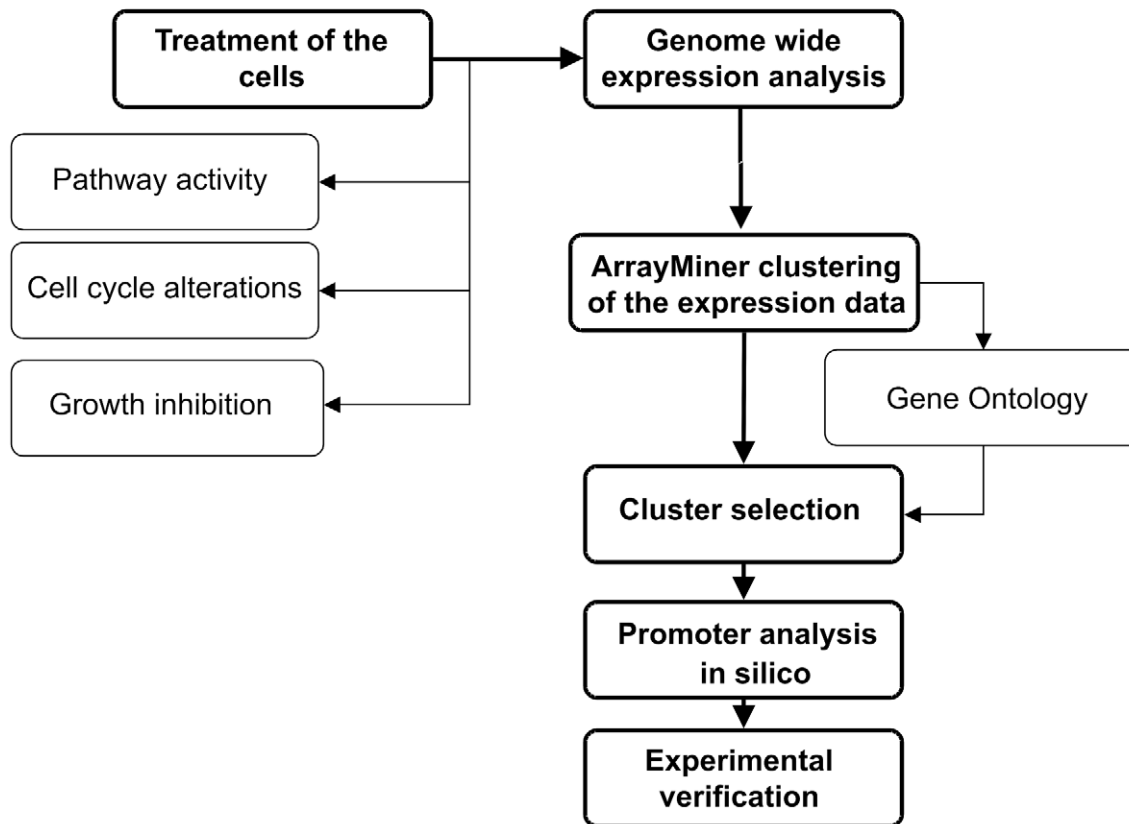 Treatment of the
cells
Genome wide
expression analysis
Pathway activity
Cell cycle alterations
Growth inhibition
ArrayMiner clustering
of the expression data
Gene Ontology
Cluster selection
Promoter analysis
in silico
Experimental
verification